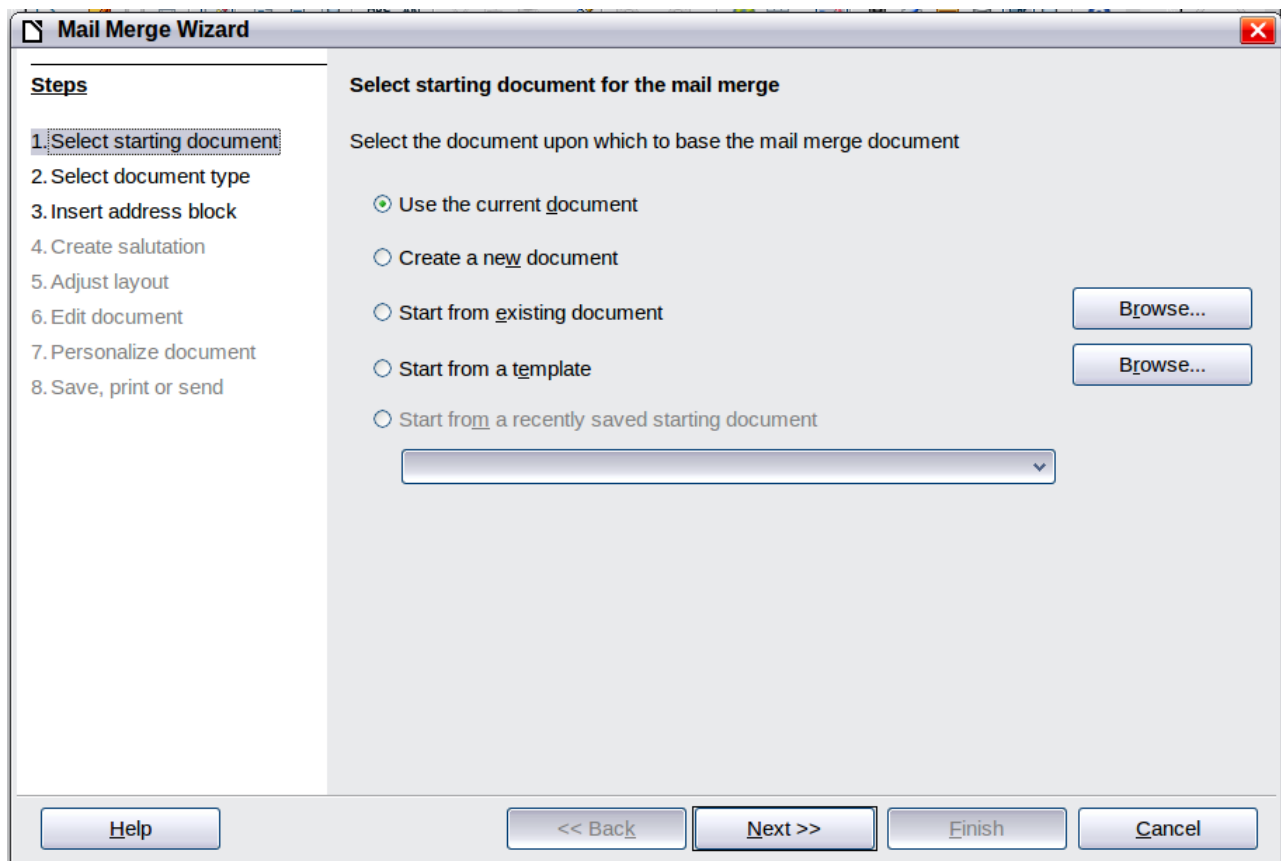 Mail Merge Wizard
Steps
1. Select starting document
2. Select document type
3. Insert address block
4. Create salutation
5. Adjust layout
6. Edit document
7. Personalize document
8. Save, print or send
Select starting document for the mail merge
Select the document upon which to base the mail merge document
Use the current document
Create a new document
Start from existing document
Browse...
Start from a template
Browse...
Start from a recently saved starting document
Help
<< Back
Next >>
Finish
Cancel